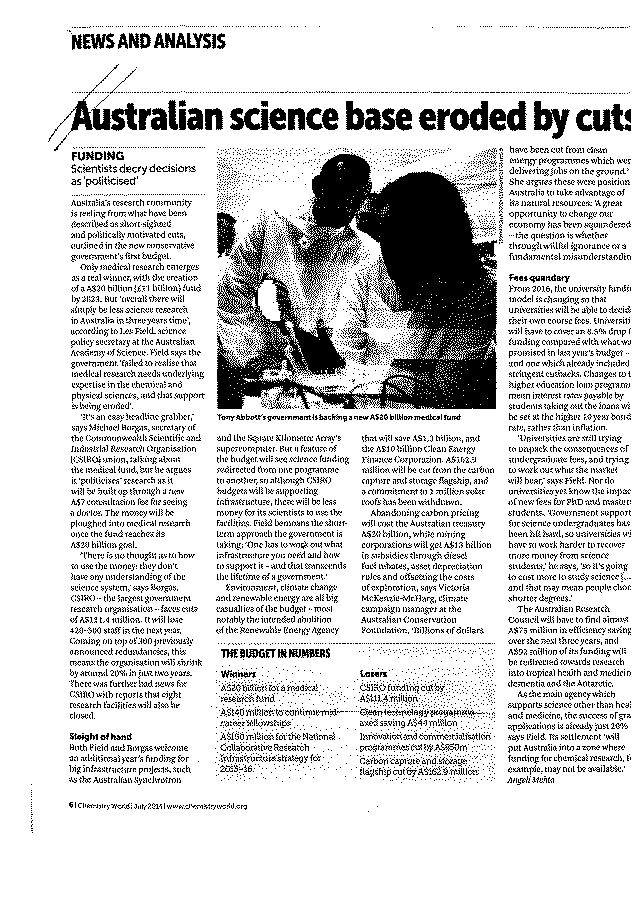 NEWS AND ANALYSIS
Australian science base eroded by cuts
FUNDING
Scientists decry decisions
as 'politicised'
Australia's research community
is reeling from what have been
described as short-sighted
and politically motivated cuts,
outlined in the new conservative
government's first budget.
Only medical research emerges
as a real winner, with the creation
of a A$20 billion (£11 billion) fund
by 2021. But 'overall there will
simply be less science research
in Australia in three years time',
according to Les Field, science
policy secretary at the Australian
Academy of Science. Field says the
government 'failed to realise that
medical research needs underlying
expertise in the chemical and
physical sciences, and that support
is being eroded'.
'It's an easy headline grabber,'
says Michael Borgas, secretary of
the Commonwealth Scientific and
Industrial Research Organisation
(CSIRO) union, talking about
the medical fund, but he argues
it 'politicises' research as it
will be built up through a new
A$7 consultation fee for seeing
a doctor. The money will be
ploughed into medical research
once the fund reaches its
A$20 billion goal.
'There is no thought as to how
to use the money; they don't
have any understanding of the
science system,' says Borgas.
CSIRO – the largest government
research organisation – faces cuts
of A$111.4 million. It will lose
420–500 staff in the next year.
Coming on top of 300 previously
announced redundancies, this
means the organisation will shrink
by around 20% in just two years.
There was further bad news for
CSIRO with reports that eight
research facilities will also be
closed.
Sleight of hand
Both Field and Borgas welcome
an additional year's funding for
big infrastructure projects, such
as the Australian Synchrotron
Tony Abbott's government is backing a new A$20 billion medical fund
and the Square Kilometre Array's
supercomputer. But a feature of
the budget will see science funding
redirected from one programme
to another, so although CSIRO
budgets will be supporting
infrastructure, there will be less
money for its scientists to use the
facilities. Field bemoans the short-
term approach the government is
taking: 'One has to work out what
infrastructure you need and how
to support it – and that transcends
the lifetime of a government.'
Environment, climate change
and renewable energy are all big
casualties of the budget – most
notably the intended abolition
of the Renewable Energy Agency
that will save A$1.3 billion, and
the A$10 billion Clean Energy
Finance Corporation. A$162.9
million will be cut from the carbon
capture and storage flagship, and
a commitment to 1 million solar
roofs has been withdrawn.
Abandoning carbon pricing
will cost the Australian treasury
A$20 billion, while mining
corporations will get A$13 billion
in subsidies through diesel
fuel rebates, asset depreciation
rules and offsetting the costs
of exploration, says Victoria
McKenzie-McHarg, climate
campaign manager at the
Australian Conservation
Foundation. 'Billions of dollars
have been cut from clean
energy programmes which wer
delivering jobs on the ground.'
She argues these were position
Australia to take advantage of
its natural resources: 'A great
opportunity to change our
economy has been squandered
– the question is whether
through willful ignorance or a
fundamental misunderstandin
Fees quandary
From 2016, the university fundi
model is changing so that
universities will be able to decid
their own course fees. Universiti
will have to cover an 8.5% drop i
funding compared with what wa
promised in last year's budget –
and one which already included
stringent cutbacks. Changes to t
higher education loan program
mean interest rates payable by
students taking out the loans wi
be set at the higher 10 year bond
rate, rather than inflation.
'Universities are still trying
to unpack the consequences of
undergraduate fees, and trying
to work out what the market
will bear,' says Field. Nor do
universities yet know the impac
of new fees for PhD and masters
students. 'Government support
for science undergraduates has
been hit hard, so universities wi
have to work harder to recover
more money from science
students,' he says, 'so it's going
to cost more to study science [...
and that may mean people choo
shorter degrees.'
The Australian Research
Council will have to find almost
A$75 million in efficiency saving
over the next three years, and
A$92 million of its funding will
be redirected towards research
into tropical health and medicin
dementia and the Antarctic.
As the main agency which
supports science other than heal
and medicine, the success of gra
applications is already just 20%
says Field. Its settlement 'will
put Australia into a zone where
funding for chemical research, f
example, may not be available.'
Angeli Mehta
THE BUDGET IN NUMBERS
Winners
A$20 billion for a medical
research fund
A$140 million to continue mid-
career fellowships
A$150 million for the National
Collaborative Research
Infrastructure strategy for
2015–16
Losers
CSIRO funding cut by
A$111.4 million
Clean technology programme
axed saving A$44 million
Innovation and commercialisation
programmes cut by A$850m
Carbon capture and storage
flagship cut by A$162.9 million
6 | Chemistry World | July 2014 | www.chemistryworld.org